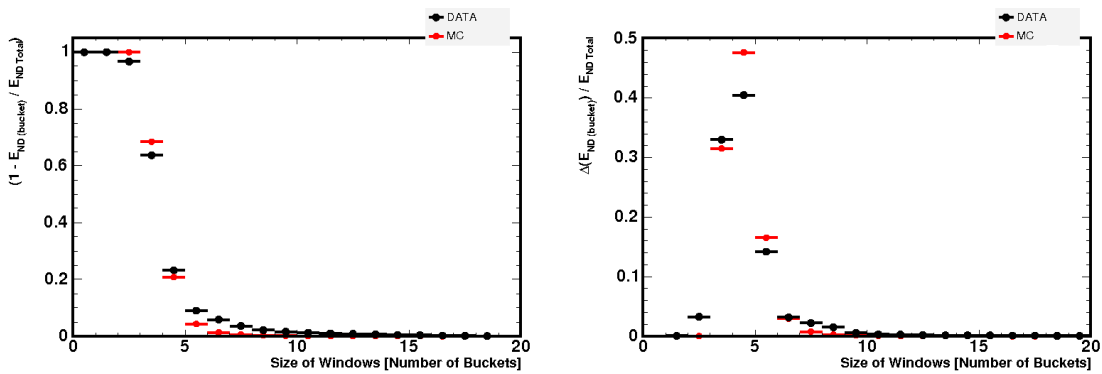 DATA
MC
(1 - E_ND (bucket) / E_ND Total)
1
0.8
0.6
0.4
0.2
0
0 5 10 15 20
Size of Windows [Number of Buckets]
DATA
MC
Δ(E_ND (bucket)) / E_ND Total
0.5
0.4
0.3
0.2
0.1
0
0 5 10 15 20
Size of Windows [Number of Buckets]